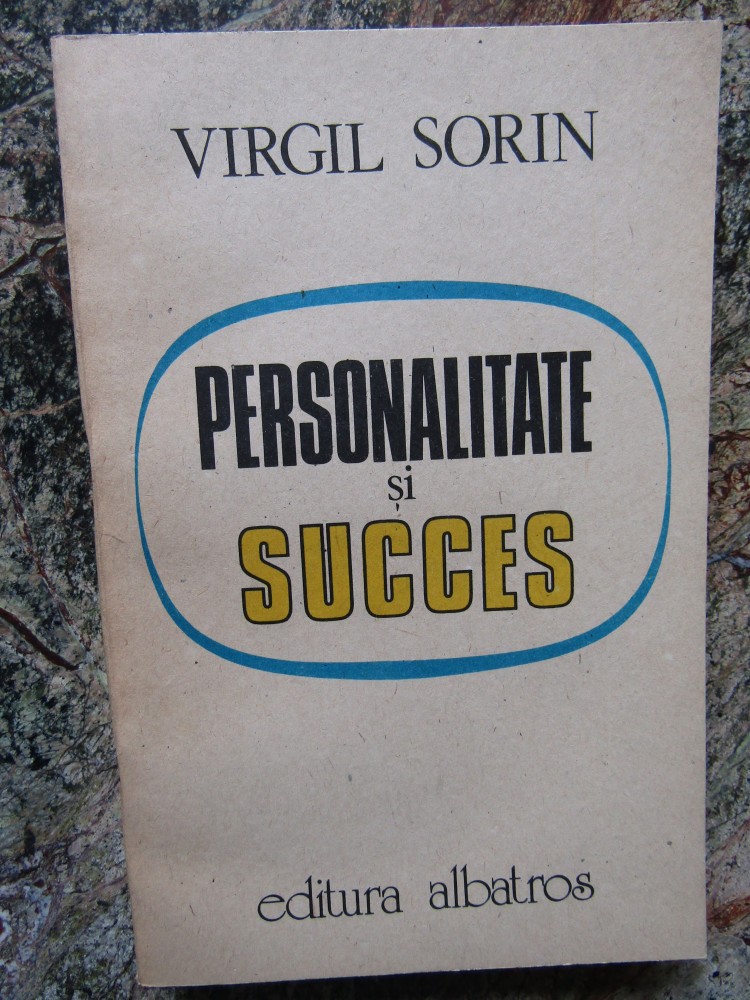 VIRGIL SORIN
PERSONALITATE
și
SUCCES
editura albatros